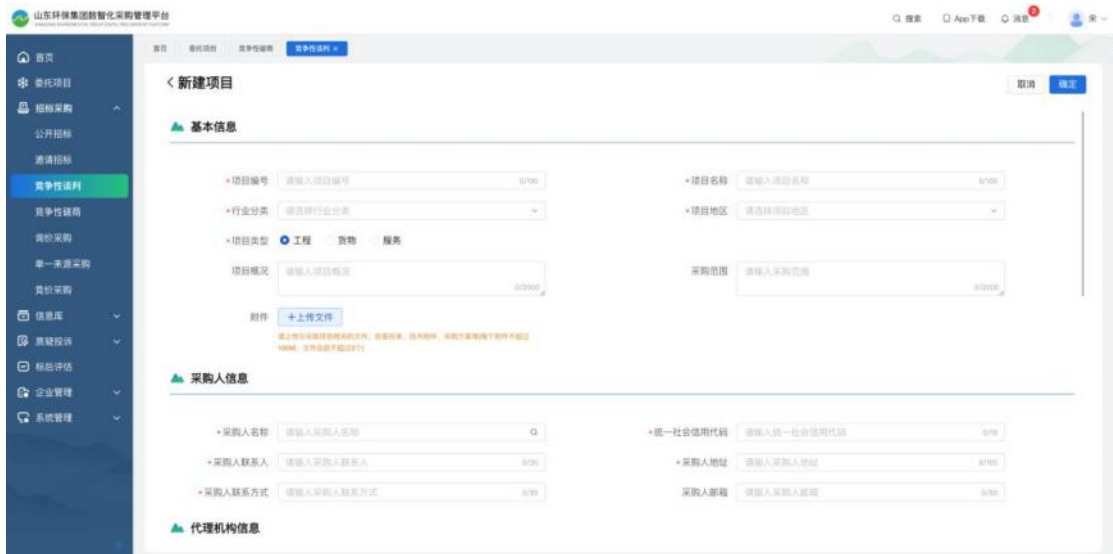 山东环保集团数智化采购管理平台
搜索 App下载 消息 2 宋
首页 委托项目 竞争性磋商 竞争性谈判 ×
首页
委托项目
招标采购
公开招标
邀请招标
竞争性谈判
竞争性磋商
询价采购
单一来源采购
竞价采购
信息库
质疑投诉
标后评估
企业管理
系统管理
新建项目 取消 确定
基本信息
*项目编号 请输入项目编号 0/100 *项目名称 请输入项目名称 0/100
*行业分类 请选择行业分类 *项目地区 请选择项目地区
*项目类型 工程 货物 服务
项目概况 请输入项目概况 0/2000 采购范围 请输入采购范围 0/2000
附件 +上传文件
100M,文件总数不超过5个)
采购人信息
*采购人名称 请输入采购人名称 *统一社会信用代码 请输入统一社会信用代码 0/18
*采购人联系人 请输入采购人联系人 0/30 *采购人地址 请输入采购人地址 0/100
*采购人联系方式 请输入采购人联系方式 0/30 采购人邮箱 请输入采购人邮箱 0/30
代理机构信息